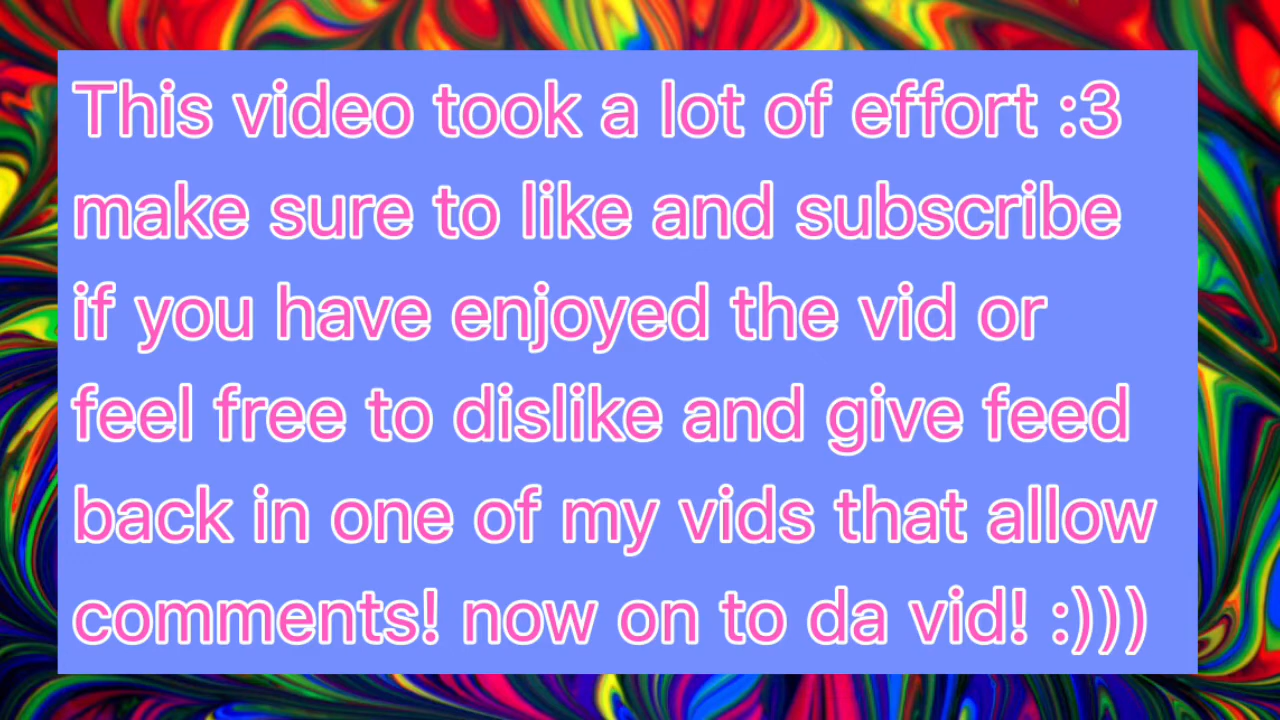 This video took a lot of effort :3
make sure to like and subscribe
if you have enjoyed the vid or
feel free to dislike and give feed
back in one of my vids that allow
comments! now on to da vid! :)))